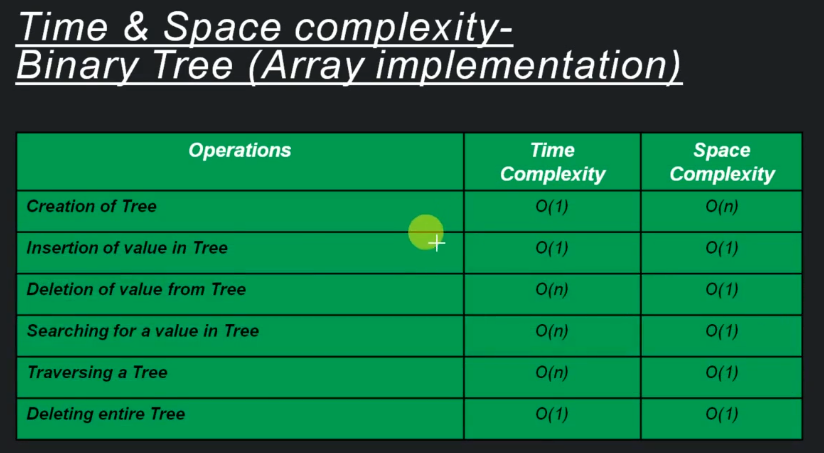 Time & Space complexity-
Binary Tree (Array implementation)
Operations Time Complexity Space Complexity
Creation of Tree O(1) O(n)
Insertion of value in Tree O(1) O(1)
Deletion of value from Tree O(n) O(1)
Searching for a value in Tree O(n) O(1)
Traversing a Tree O(n) O(1)
Deleting entire Tree O(1) O(1)